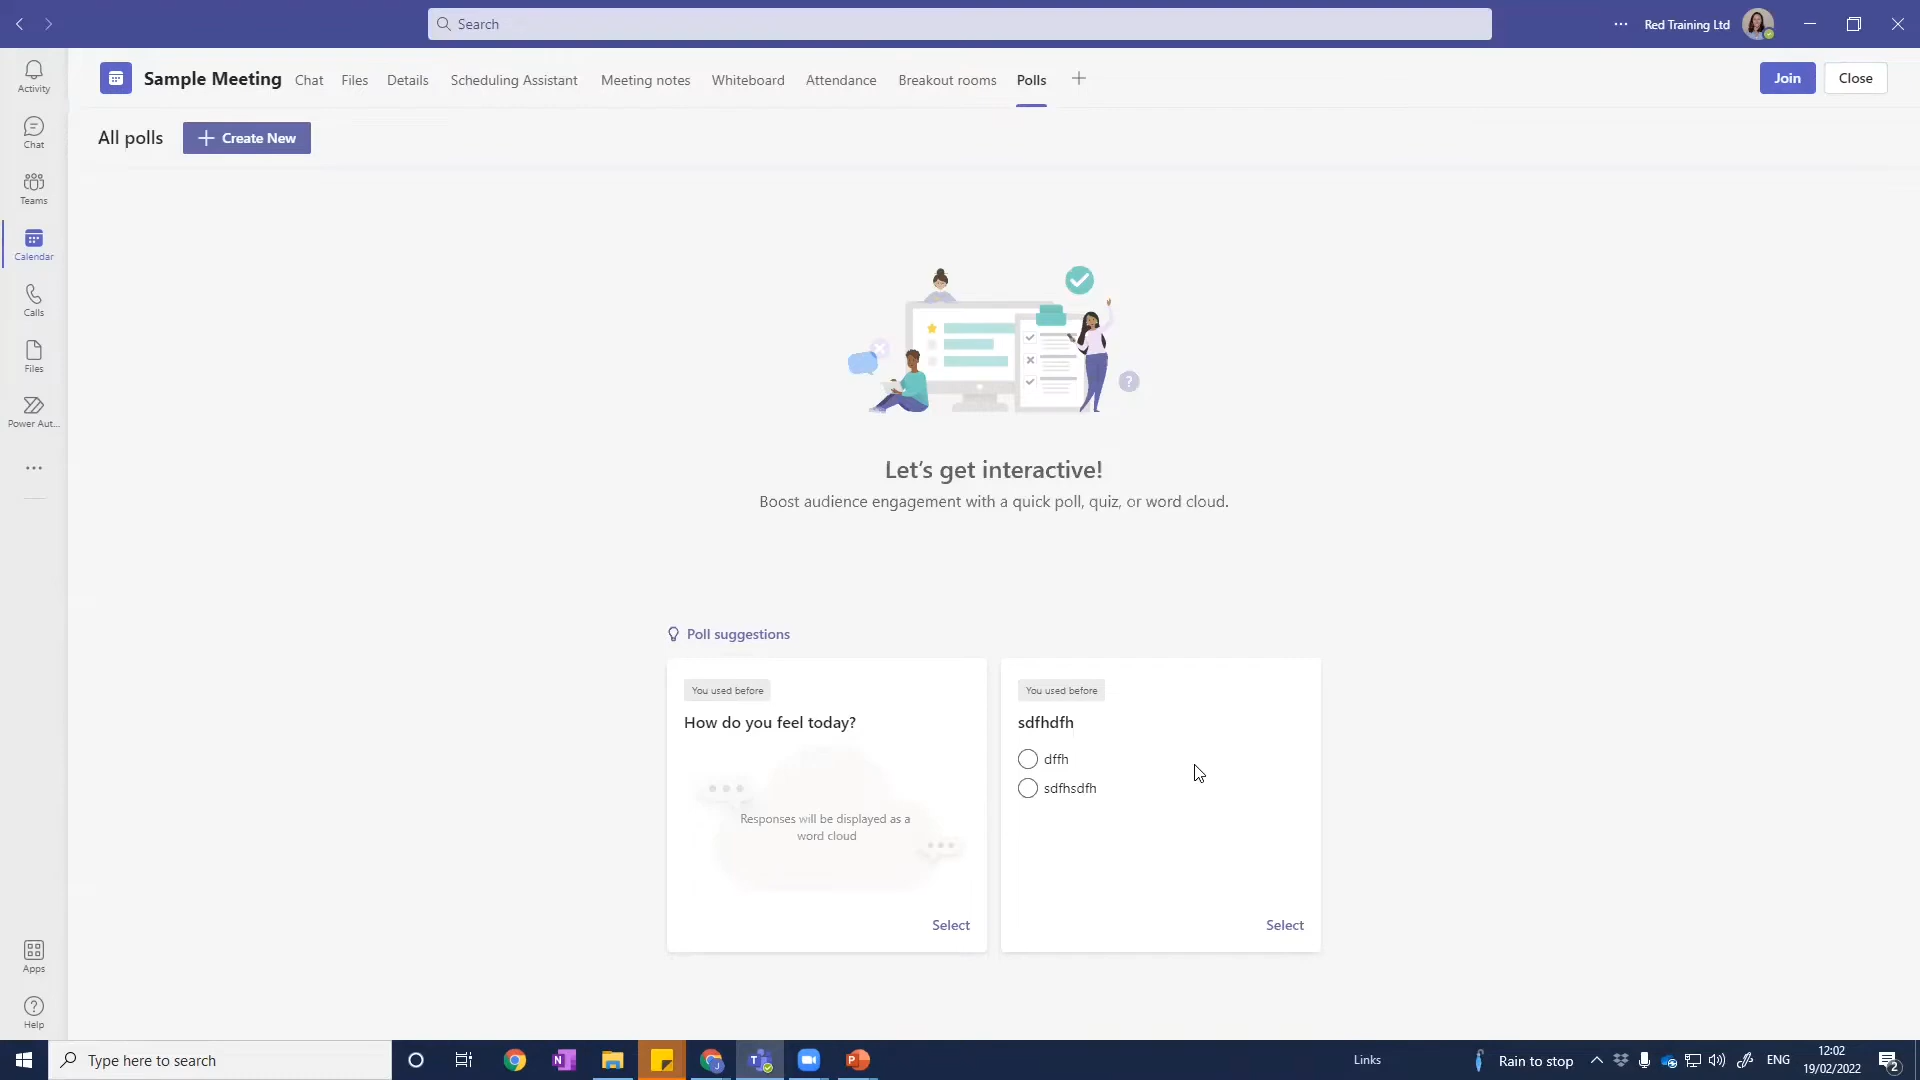 Search
Red Training Ltd
Activity
Chat
Teams
Calendar
Calls
Files
Power Aut...
Apps
Help
Sample Meeting
Chat
Files
Details
Scheduling Assistant
Meeting notes
Whiteboard
Attendance
Breakout rooms
Polls
Join
Close
All polls
Create New
Let's get interactive!
Boost audience engagement with a quick poll, quiz, or word cloud.
Poll suggestions
You used before
How do you feel today?
Responses will be displayed as a
word cloud
Select
You used before
sdfhdfh
dffh
sdfhsdfh
Select
Type here to search
Links
Rain to stop
ENG
12:02
19/02/2022
2